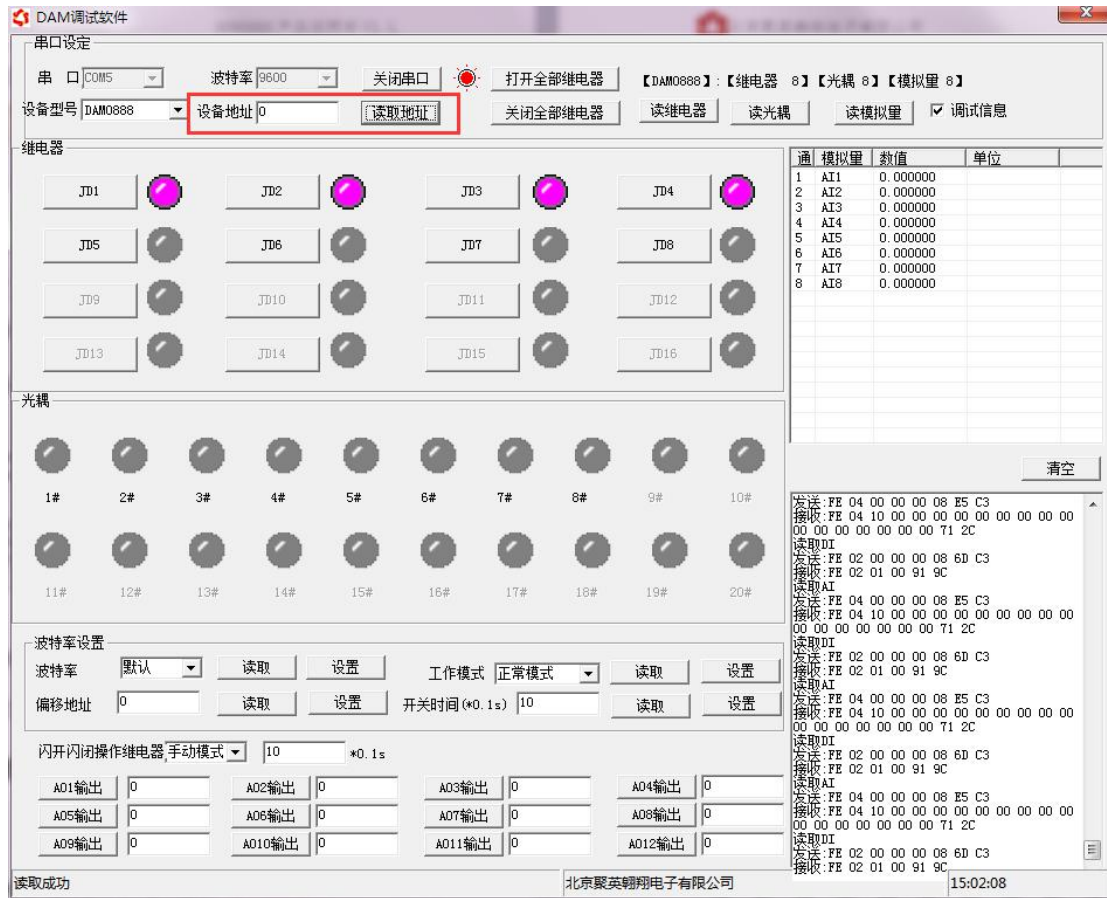 DAM调试软件
串口设定
串 口 COM5 波特率 9600 关闭串口 打开全部继电器 【DAM0888】:【继电器 8】【光耦 8】【模拟量 8】
设备型号 DAM0888 设备地址 0 读取地址 关闭全部继电器 读继电器 读光耦 读模拟量 调试信息
继电器
JD1 JD2 JD3 JD4
JD5 JD6 JD7 JD8
JD9 JD10 JD11 JD12
JD13 JD14 JD15 JD16
通 模拟量 数值 单位
1 AI1 0.000000
2 AI2 0.000000
3 AI3 0.000000
4 AI4 0.000000
5 AI5 0.000000
6 AI6 0.000000
7 AI7 0.000000
8 AI8 0.000000
光耦
1# 2# 3# 4# 5# 6# 7# 8# 9# 10#
11# 12# 13# 14# 15# 16# 17# 18# 19# 20#
清空
发送:FE 04 00 00 00 08 E5 C3
接收:FE 04 10 00 00 00 00 00 00 00 00 00
00 00 00 00 00 00 00 71 2C
读取DI
发送:FE 02 00 00 00 08 6D C3
接收:FE 02 01 00 91 9C
读取AI
发送:FE 04 00 00 00 08 E5 C3
接收:FE 04 10 00 00 00 00 00 00 00 00 00
00 00 00 00 00 00 00 71 2C
读取DI
发送:FE 02 00 00 00 08 6D C3
接收:FE 02 01 00 91 9C
读取AI
发送:FE 04 00 00 00 08 E5 C3
接收:FE 04 10 00 00 00 00 00 00 00 00 00
00 00 00 00 00 00 00 71 2C
读取DI
发送:FE 02 00 00 00 08 6D C3
接收:FE 02 01 00 91 9C
读取AI
发送:FE 04 00 00 00 08 E5 C3
接收:FE 04 10 00 00 00 00 00 00 00 00 00
00 00 00 00 00 00 00 71 2C
读取DI
发送:FE 02 00 00 00 08 6D C3
接收:FE 02 01 00 91 9C
波特率设置
波特率 默认 读取 设置 工作模式 正常模式 读取 设置
偏移地址 0 读取 设置 开关时间(*0.1s) 10 读取 设置
闪开闪闭操作继电器 手动模式 10 *0.1s
AO1输出 0 AO2输出 0 AO3输出 0 AO4输出 0
AO5输出 0 AO6输出 0 AO7输出 0 AO8输出 0
AO9输出 0 AO10输出 0 AO11输出 0 AO12输出 0
读取成功 北京聚英翱翔电子有限公司 15:02:08